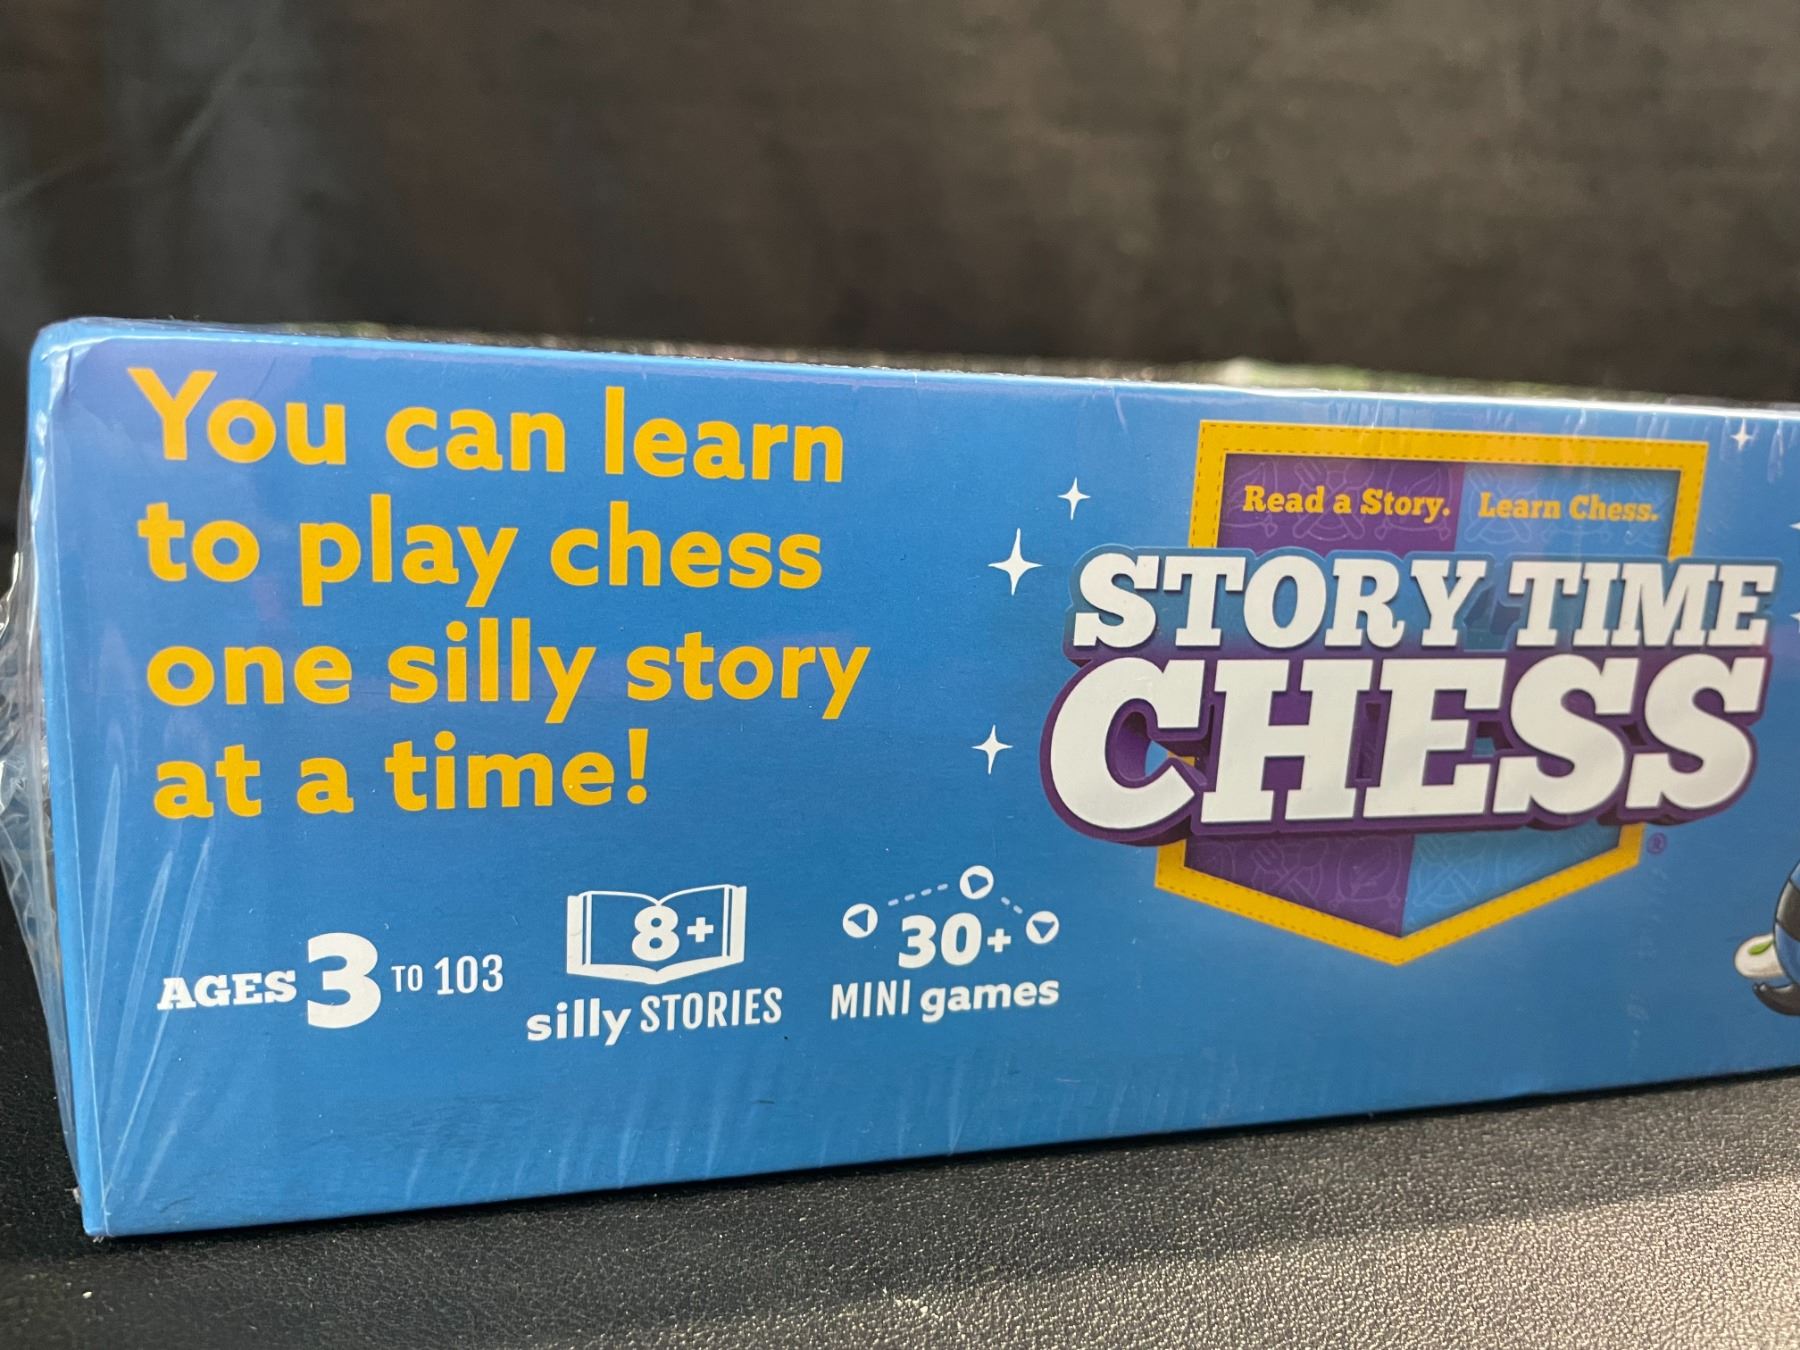 You can learn
to play chess
one silly story
at a time!
AGES 3 TO 103
8+
silly STORIES
30+
MINI games
Read a Story. Learn Chess.
STORY TIME
CHESS
®